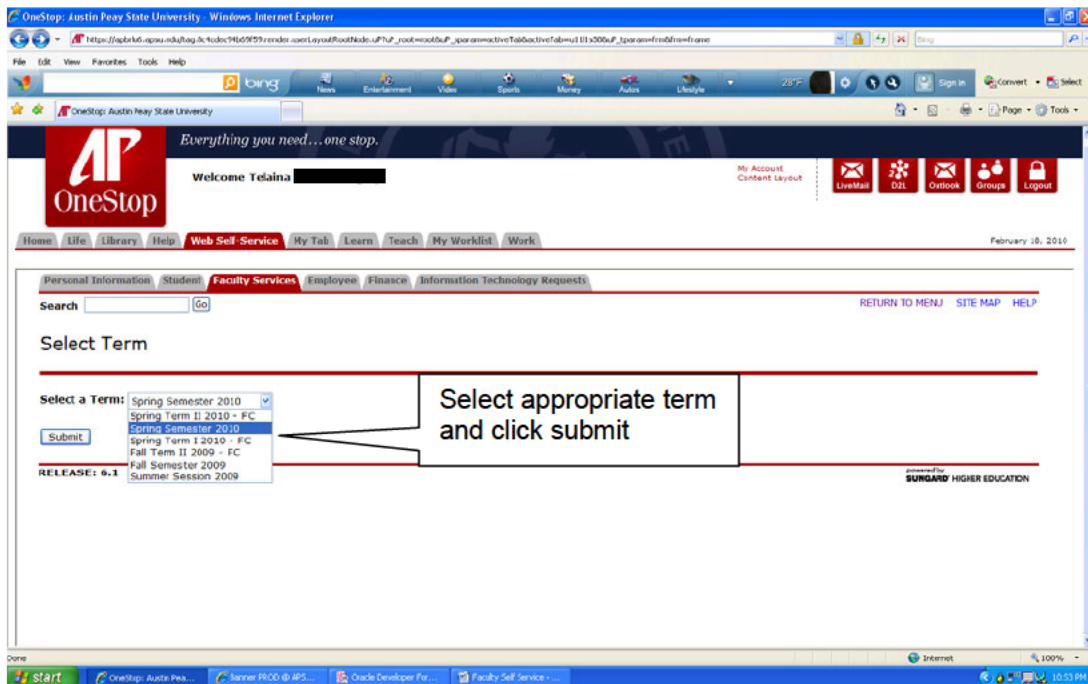 OneStop: Austin Peay State University - Windows Internet Explorer
Bing
File Edit View Favorites Tools Help
bing News Entertainment Video Sports Money Autos Lifestyle 28°F Sign in Convert Select
OneStop: Austin Peay State University Page Tools
Everything you need...one stop.
AP
OneStop
Welcome Telaina
My Account
Content Layout
LiveMail D2L Outlook Groups Logout
Home Life Library Help Web Self-Service My Tab Learn Teach My Worklist Work February 18, 2010
Personal Information Student Faculty Services Employee Finance Information Technology Requests
Search Go RETURN TO MENU SITE MAP HELP
Select Term
Select a Term: Spring Semester 2010
Spring Term II 2010 - FC
Spring Semester 2010
Spring Term I 2010 - FC
Fall Term II 2009 - FC
Fall Semester 2009
Summer Session 2009
Submit
Select appropriate term
and click submit
RELEASE: 6.1
powered by
SUNGARD' HIGHER EDUCATION
Done Internet 100%
start OneStop: Austin Pea... Banner PROD @ APS... Oracle Developer For... Faculty Self Service - ... 10:53 PM